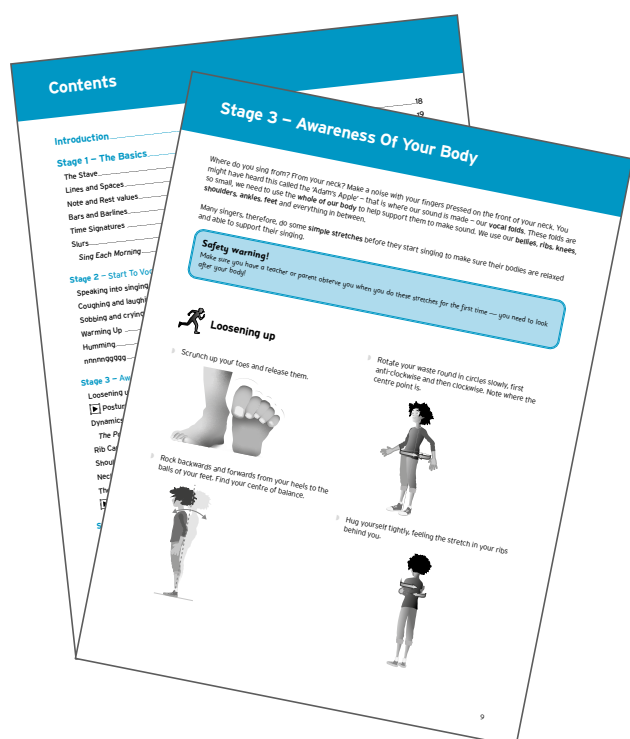 Contents
18
19
Introduction
Stage 1 – The Basics
The Stave
Lines and Spaces
Note and Rest values
Bars and Barlines
Time Signatures
Slurs
Sing Each Morning
Stage 2 – Start To
Speaking into singing
Coughing and
Sobbing and crying
Warming Up
Humming
nnnnnggggg
Stage 3 –
Loosening
Dynamics
Rib
Stage 3 – Awareness Of Your Body
Where do you sing from? From your neck? Make a noise with your fingers pressed on the front of your neck. You
might have heard this called the 'Adam's Apple' – that is where our sound is made – our vocal folds. These folds are
so small, we need to use the whole of our body to help support them to make sound. We use our bellies, ribs, knees,
shoulders, ankles, feet and everything in between.
Many singers, therefore, do some simple stretches before they start singing to make sure their bodies are relaxed
and able to support their singing.
Safety warning!
Make sure you have a teacher or parent observe you when you do these stretches for the first time — you need to look
after your body!
Loosening up
Scrunch up your toes and release them.
Rotate your waste round in circles slowly, first
anti-clockwise and then clockwise. Note where the
centre point is.
Rock backwards and forwards from your heels to the
balls of your feet. Find your centre of balance.
Hug yourself tightly, feeling the stretch in your ribs
behind you.
9